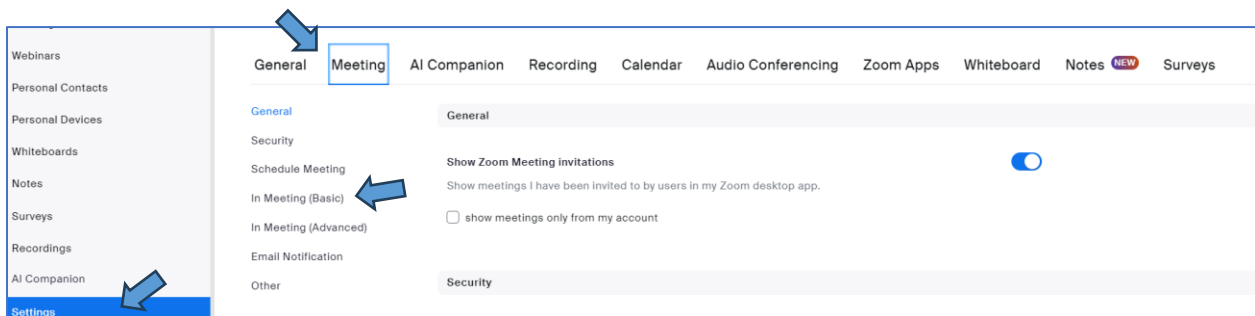 Webinars
Personal Contacts
Personal Devices
Whiteboards
Notes
Surveys
Recordings
AI Companion
Settings
General Meeting AI Companion Recording Calendar Audio Conferencing Zoom Apps Whiteboard Notes NEW Surveys
General
Security
Schedule Meeting
In Meeting (Basic)
In Meeting (Advanced)
Email Notification
Other
General
Show Zoom Meeting invitations
Show meetings I have been invited to by users in my Zoom desktop app.
show meetings only from my account
Security